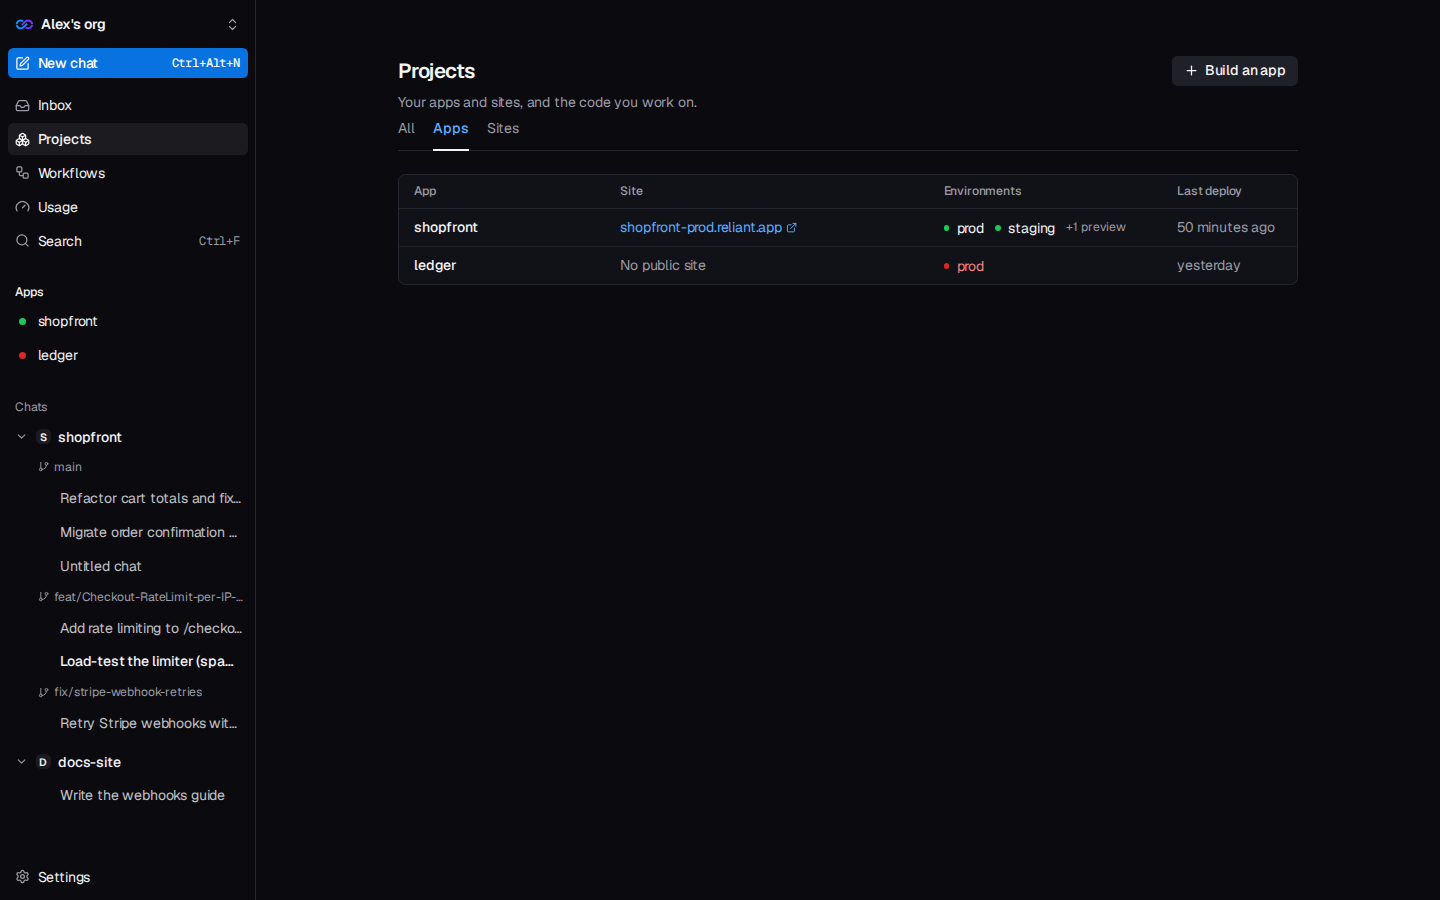 Alex's org
New chat Ctrl+Alt+N
Inbox
Projects
Workflows
Usage
Search Ctrl+F
Apps
shopfront
ledger
Chats
S shopfront
main
Refactor cart totals and fix...
Migrate order confirmation ...
Untitled chat
feat/Checkout-RateLimit-per-IP-...
Add rate limiting to /checko...
Load-test the limiter (spa...
fix/stripe-webhook-retries
Retry Stripe webhooks wit...
D docs-site
Write the webhooks guide
Settings
Projects
Build an app
Your apps and sites, and the code you work on.
All Apps Sites
App Site Environments Last deploy
shopfront shopfront-prod.reliant.app prod staging +1 preview 50 minutes ago
ledger No public site prod yesterday